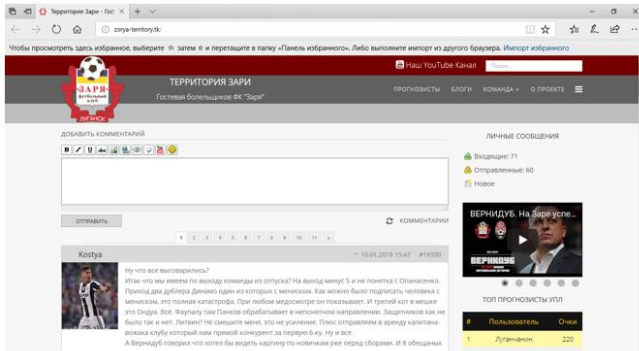 Территория Зари - Гост
zorya-territory.tk/
Чтобы просмотреть здесь избранное, выберите затем и перетащите в папку «Панель избранного». Либо выполните импорт из другого браузера. Импорт избранного
Наш YouTube Канал
Поиск
ТЕРРИТОРИЯ ЗАРИ
Гостевая болельщиков ФК "Заря"
ПРОГНОЗИСТЫ БЛОГИ КОМАНДА О ПРОЕКТЕ
ЗАРЯ
футбольный
клуб
ЛУГАНСК
ДОБАВИТЬ КОММЕНТАРИЙ
ОТПРАВИТЬ
КОММЕНТАРИИ
1 2 3 4 5 6 7 8 9 10 11 »
Kostya
10.01.2018 15:47 #16530
Ну что все выговарились?
Итак что мы имеем по выходу команды из отпуска? На выход минус 5 и не понятка с Опанасенко.
Приход два дублера Динамо один из которых с мениском. Как можно было подписать человека с
мениском, это полная катастрофа. При любом медосмотре он показывает. И третий кот в мешке
это Ондуа. Всё. Фаупалу там Панков обрабатывает в непонятном направлении. Защитников как не
было так и нет. Литвин? Не смешите меня, это не усиление. Плюс отправляем в аренду капитана-
вожака клубу который нам прямой конкурент за первую 6-ку. Ну и все.
А Вернидуб говорил что хотел бы видеть картину по новичкам уже перед сборами. И 8 обещаных
ЛИЧНЫЕ СООБЩЕНИЯ
Входящие: 71
Отправленные: 60
Новое
ВЕРНИДУБ. На Заре успе...
ВЕРНИДУБ
ТОП ПРОГНОЗИСТЫ УПЛ
# Пользователь Очки
1 Луганчанин 220